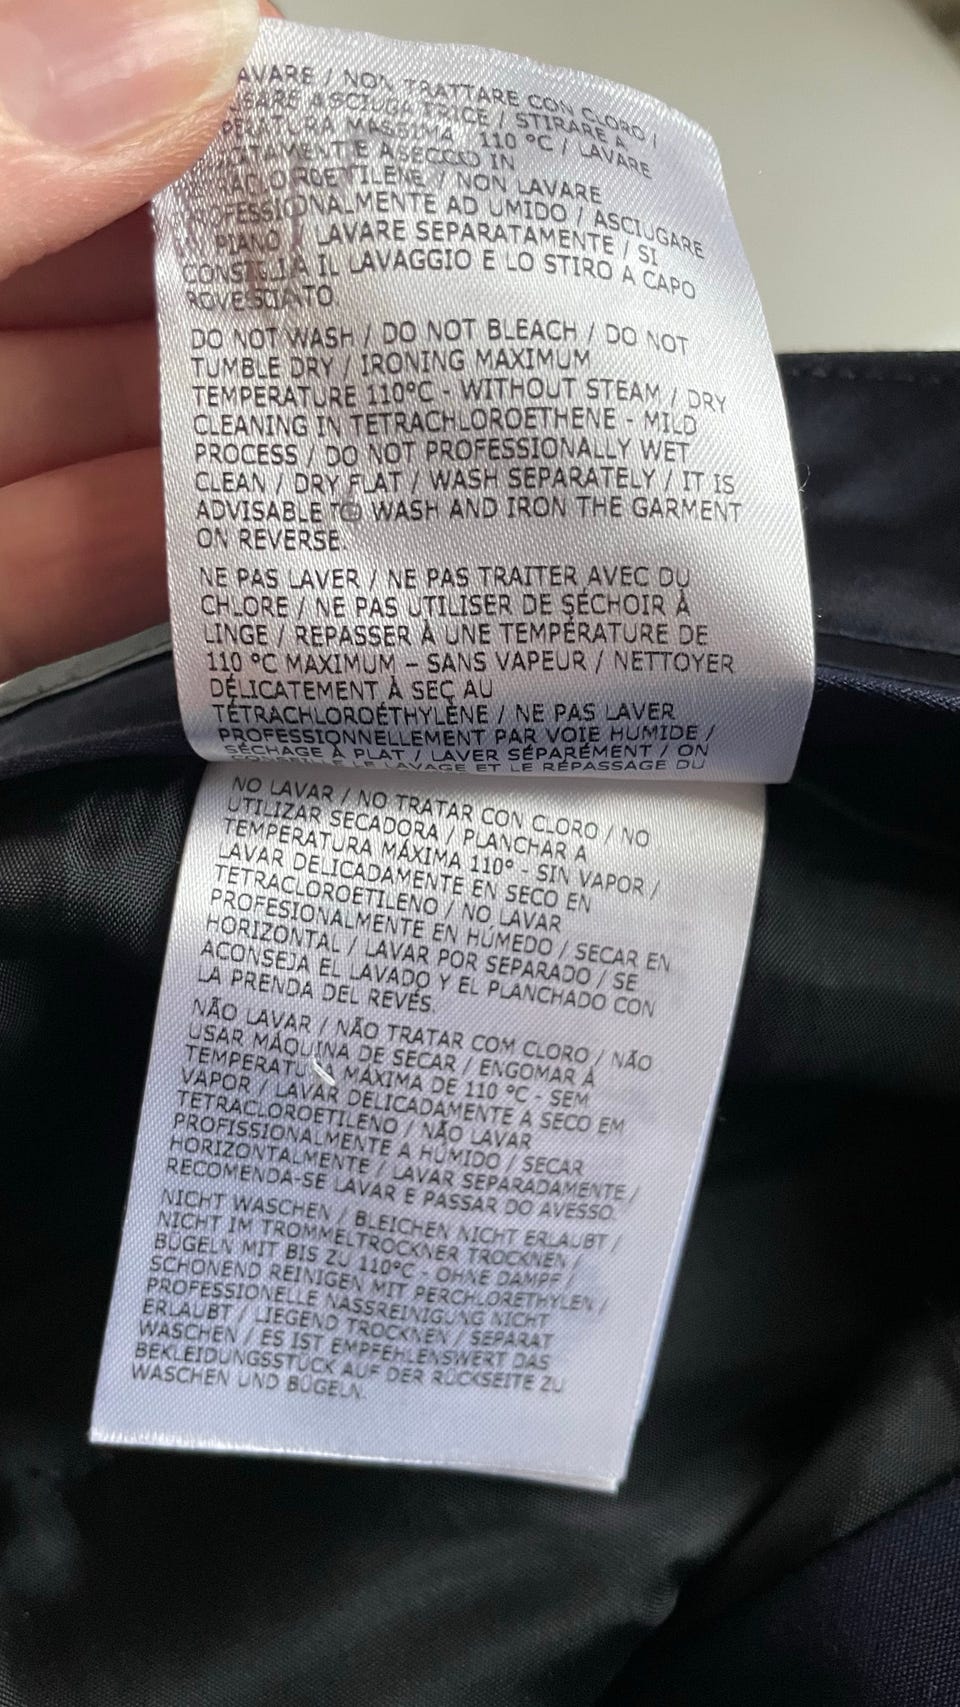 AVARE / NON TRATTARE CON CLORO /
USARE ASCIUGATRICE / STIRARE A
PERATURA MASSIMA 110 °C / LAVARE
TAMENTE A SECCO IN
RACLOROETILENE / NON LAVARE
OFESSIONALMENTE AD UMIDO / ASCIUGARE
PIANO / LAVARE SEPARATAMENTE / SI
CONSIGLIA IL LAVAGGIO E LO STIRO A CAPO
ROVESCIATO.
DO NOT WASH / DO NOT BLEACH / DO NOT
TUMBLE DRY / IRONING MAXIMUM
TEMPERATURE 110°C - WITHOUT STEAM / DRY
CLEANING IN TETRACHLOROETHENE - MILD
PROCESS / DO NOT PROFESSIONALLY WET
CLEAN / DRY FLAT / WASH SEPARATELY / IT IS
ADVISABLE TO WASH AND IRON THE GARMENT
ON REVERSE.
NE PAS LAVER / NE PAS TRAITER AVEC DU
CHLORE / NE PAS UTILISER DE SÉCHOIR À
LINGE / REPASSER À UNE TEMPÉRATURE DE
110 °C MAXIMUM – SANS VAPEUR / NETTOYER
DÉLICATEMENT À SEC AU
TÉTRACHLOROÉTHYLÈNE / NE PAS LAVER
PROFESSIONNELLEMENT PAR VOIE HUMIDE /
SÉCHAGE À PLAT / LAVER SÉPARÉMENT / ON
CONSEILLE LE LAVAGE ET LE REPASSAGE DU
NO LAVAR / NO TRATAR CON CLORO / NO
UTILIZAR SECADORA / PLANCHAR A
TEMPERATURA MÁXIMA 110° - SIN VAPOR /
LAVAR DELICADAMENTE EN SECO EN
TETRACLOROETILENO / NO LAVAR
PROFESIONALMENTE EN HÚMEDO / SECAR EN
HORIZONTAL / LAVAR POR SEPARADO / SE
ACONSEJA EL LAVADO Y EL PLANCHADO CON
LA PRENDA DEL REVÉS.
NÃO LAVAR / NÃO TRATAR COM CLORO / NÃO
USAR MÁQUINA DE SECAR / ENGOMAR À
TEMPERATURA MÁXIMA DE 110 °C - SEM
VAPOR / LAVAR DELICADAMENTE A SECO EM
TETRACLOROETILENO / NÃO LAVAR
PROFISSIONALMENTE A HÚMIDO / SECAR
HORIZONTALMENTE / LAVAR SEPARADAMENTE /
RECOMENDA-SE LAVAR E PASSAR DO AVESSO.
NICHT WASCHEN / BLEICHEN NICHT ERLAUBT /
NICHT IM TROMMELTROCKNER TROCKNEN /
BÜGELN MIT BIS ZU 110°C - OHNE DAMPF /
SCHONEND REINIGEN MIT PERCHLORETHYLEN /
PROFESSIONELLE NASSREINIGUNG NICHT
ERLAUBT / LIEGEND TROCKNEN / SEPARAT
WASCHEN / ES IST EMPFEHLENSWERT DAS
BEKLEIDUNGSSTÜCK AUF DER RÜCKSEITE ZU
WASCHEN UND BÜGELN.